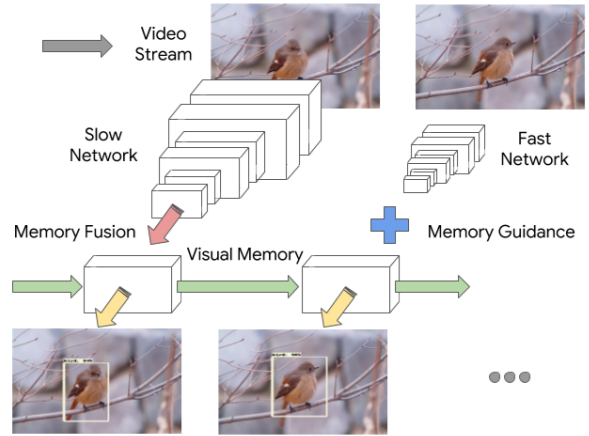 Video
Stream
Slow
Network
Fast
Network
Memory Fusion
Visual Memory
Memory Guidance